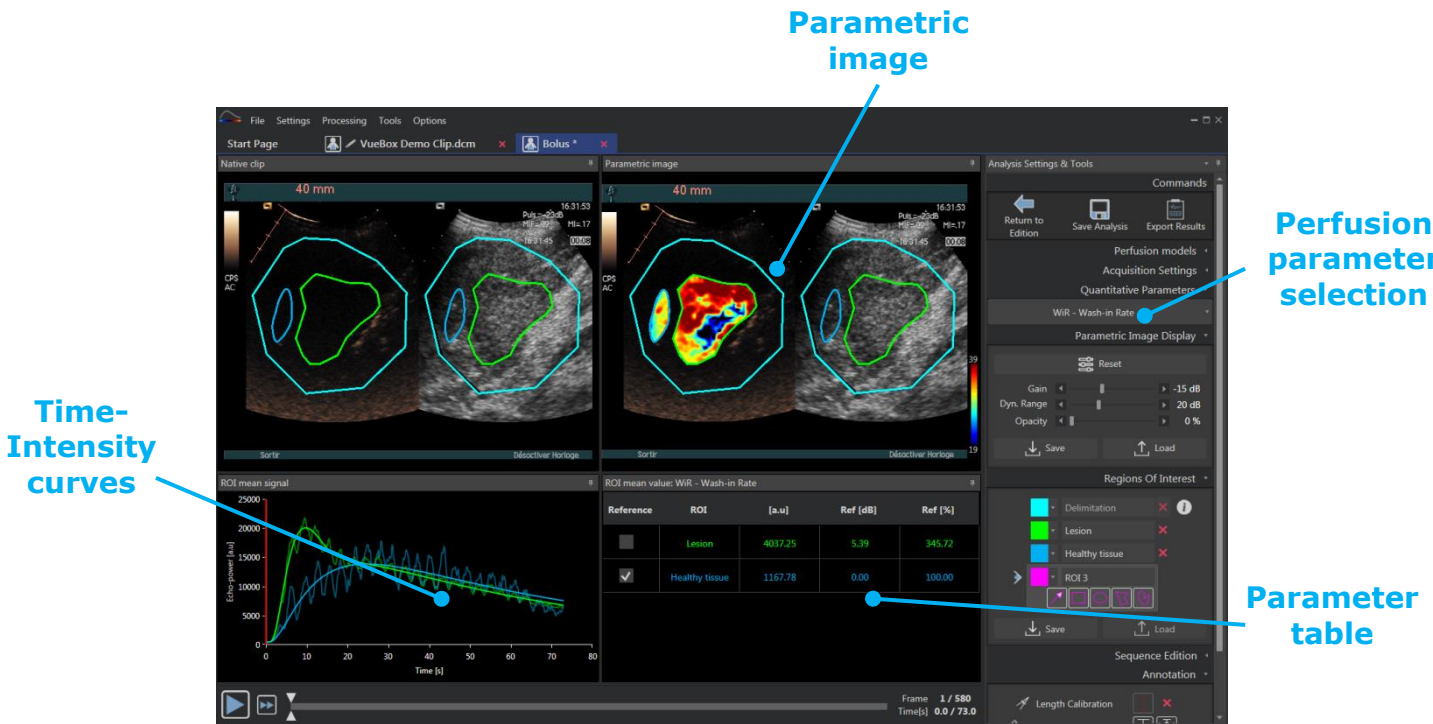 Parametric
image
File Settings Processing Tools Options
Start Page VueBox Demo Clip.dcm Bolus *
Native clip
40 mm
16:31:53
Puls.=-23dB
MI=.17
16:31:45 00:08
CPS
AC
Sortir Désactiver Horloge
Parametric image
40 mm
16:31:53
Puls.=-23dB
MI=.17
16:31:45 00:08
CPS
AC
39
19
Sortir Désactiver Horloge
Analysis Settings & Tools
Commands
Return to
Edition
Save Analysis
Export Results
Perfusion models
Acquisition Settings
Quantitative Parameters
WiR - Wash-in Rate
Parametric Image Display
Reset
Gain -15 dB
Dyn. Range 20 dB
Opacity 0 %
Save Load
Regions Of Interest
Delimitation
Lesion
Healthy tissue
ROI 3
Save Load
Sequence Edition
Annotation
Length Calibration
Perfusion
parameter
selection
Time-
Intensity
curves
ROI mean signal
Echo-power [a.u]
25000
20000
15000
10000
5000
0
0 10 20 30 40 50 60 70 80
Time [s]
ROI mean value: WiR - Wash-in Rate
Reference ROI [a.u] Ref [dB] Ref [%]
Lesion 4037.25 5.39 345.72
Healthy tissue 1167.78 0.00 100.00
Parameter
table
Frame 1 / 580
Time[s] 0.0 / 73.0